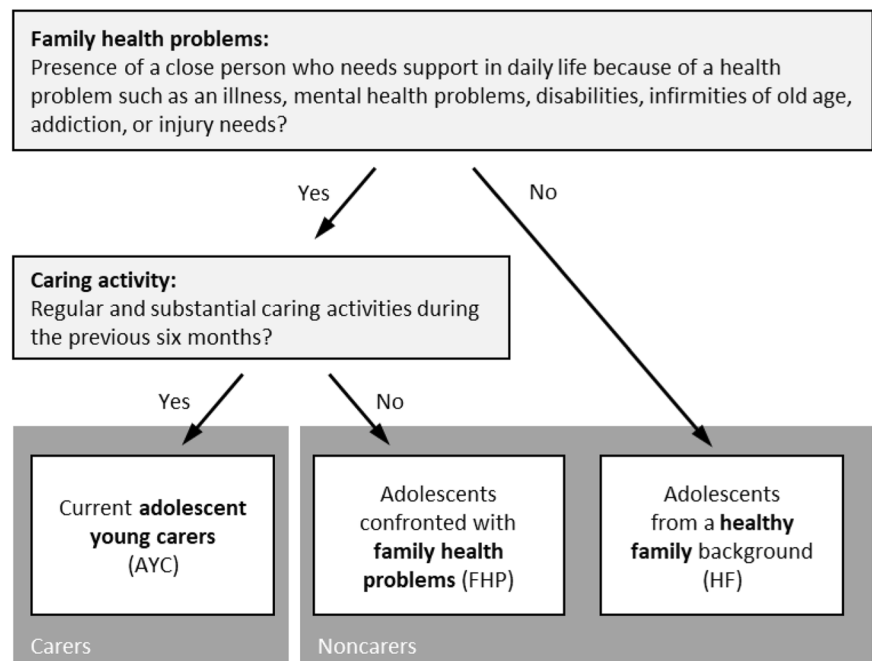 Family health problems:
Presence of a close person who needs support in daily life because of a health
problem such as an illness, mental health problems, disabilities, infirmities of old age,
addiction, or injury needs?
Yes
No
Caring activity:
Regular and substantial caring activities during
the previous six months?
Yes
No
Current adolescent
young carers
(AYC)
Adolescents
confronted with
family health
problems (FHP)
Adolescents
from a healthy
family background
(HF)
Carers
Noncarers